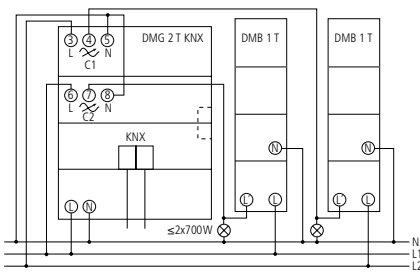 3 4 5 DMG 2 T KNX DMB 1 T DMB 1 T
L N
C1
6 7 8
L N
C2
KNX
N N
L N L' L L' L
≤2x700W
N
L1
L2